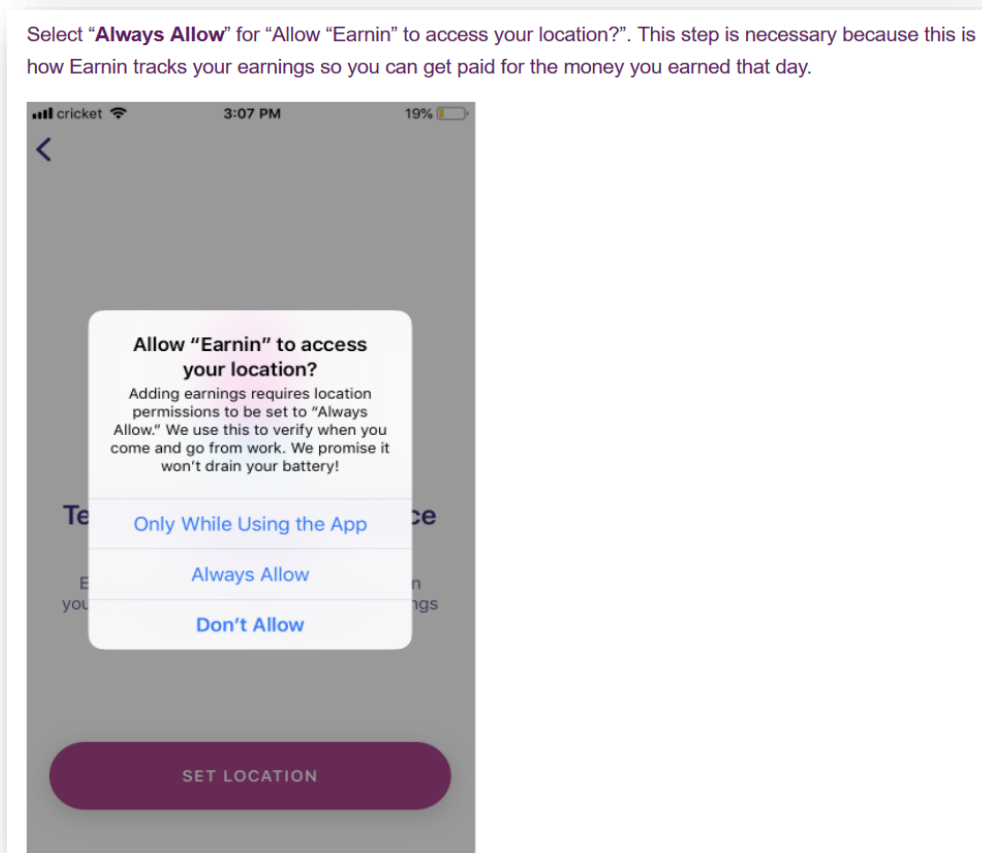 Select “Always Allow” for “Allow “Earnin” to access your location?”. This step is necessary because this is
how Earnin tracks your earnings so you can get paid for the money you earned that day.
cricket 3:07 PM 19%
Allow “Earnin” to access
your location?
Adding earnings requires location
permissions to be set to “Always
Allow.” We use this to verify when you
come and go from work. We promise it
won’t drain your battery!
Only While Using the App
Always Allow
Don’t Allow
SET LOCATION